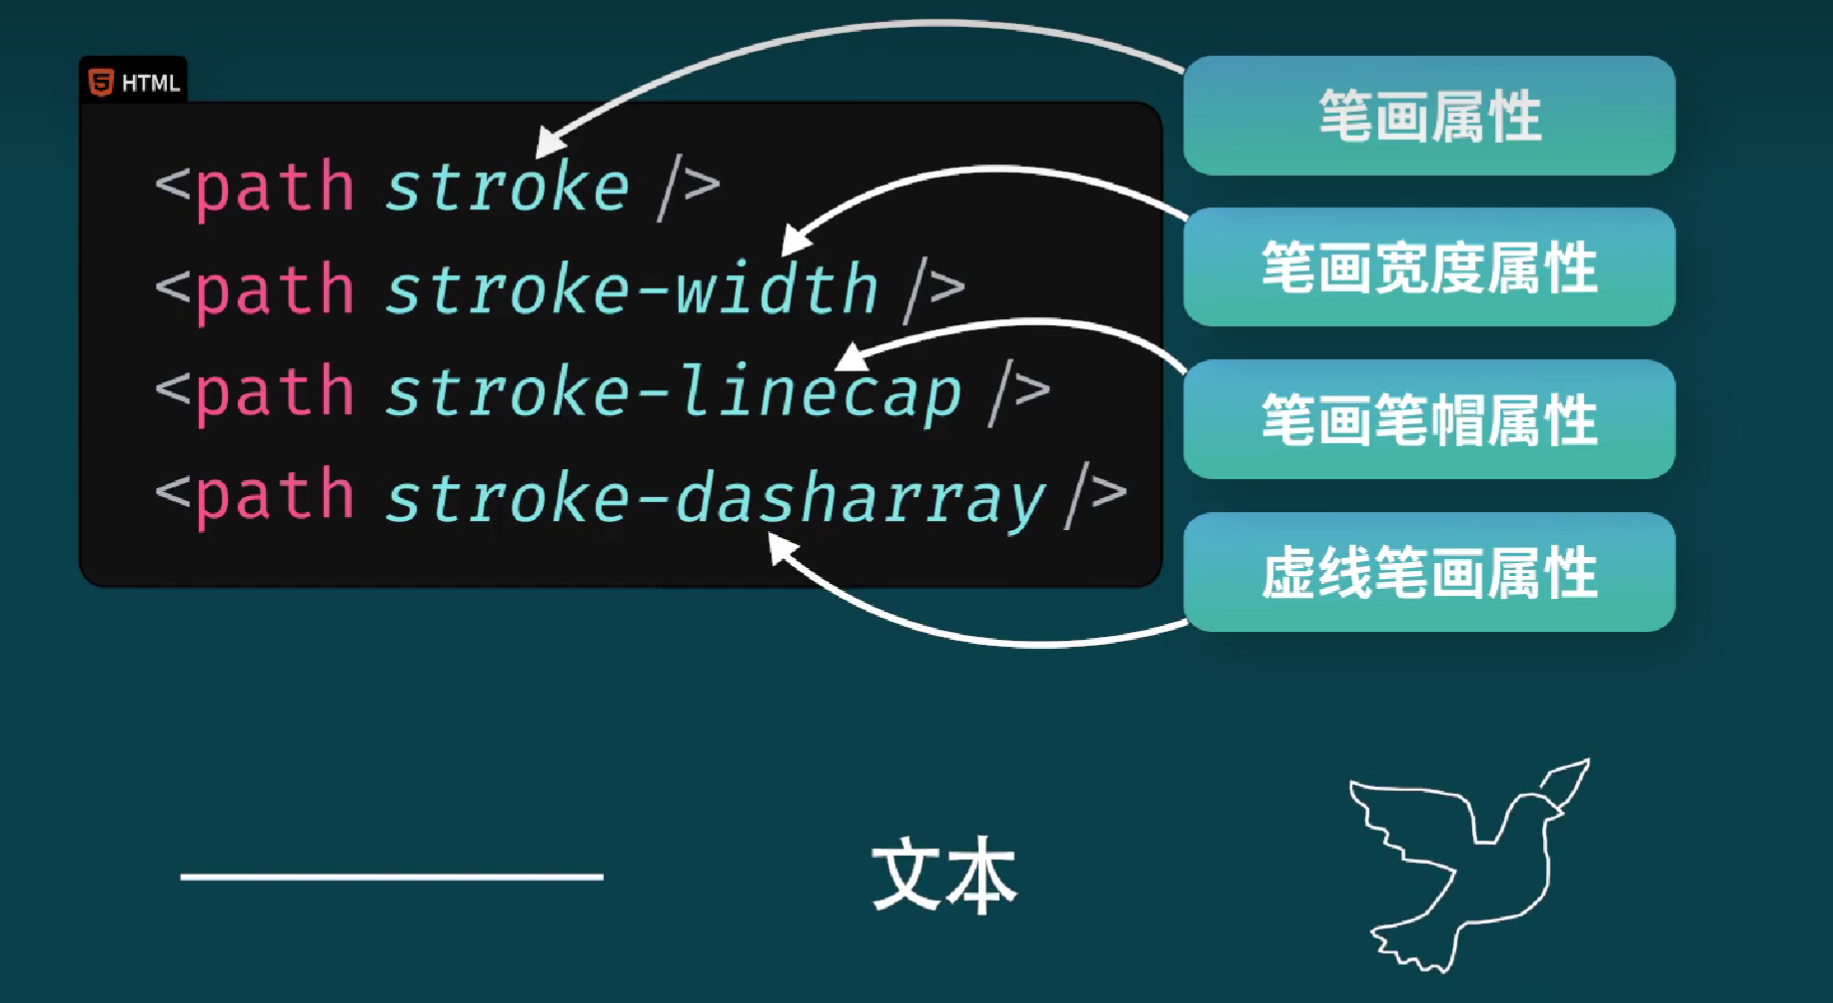 HTML
<path stroke />
笔画属性
<path stroke-width />
笔画宽度属性
<path stroke-linecap />
笔画笔帽属性
<path stroke-dasharray />
虚线笔画属性
文本